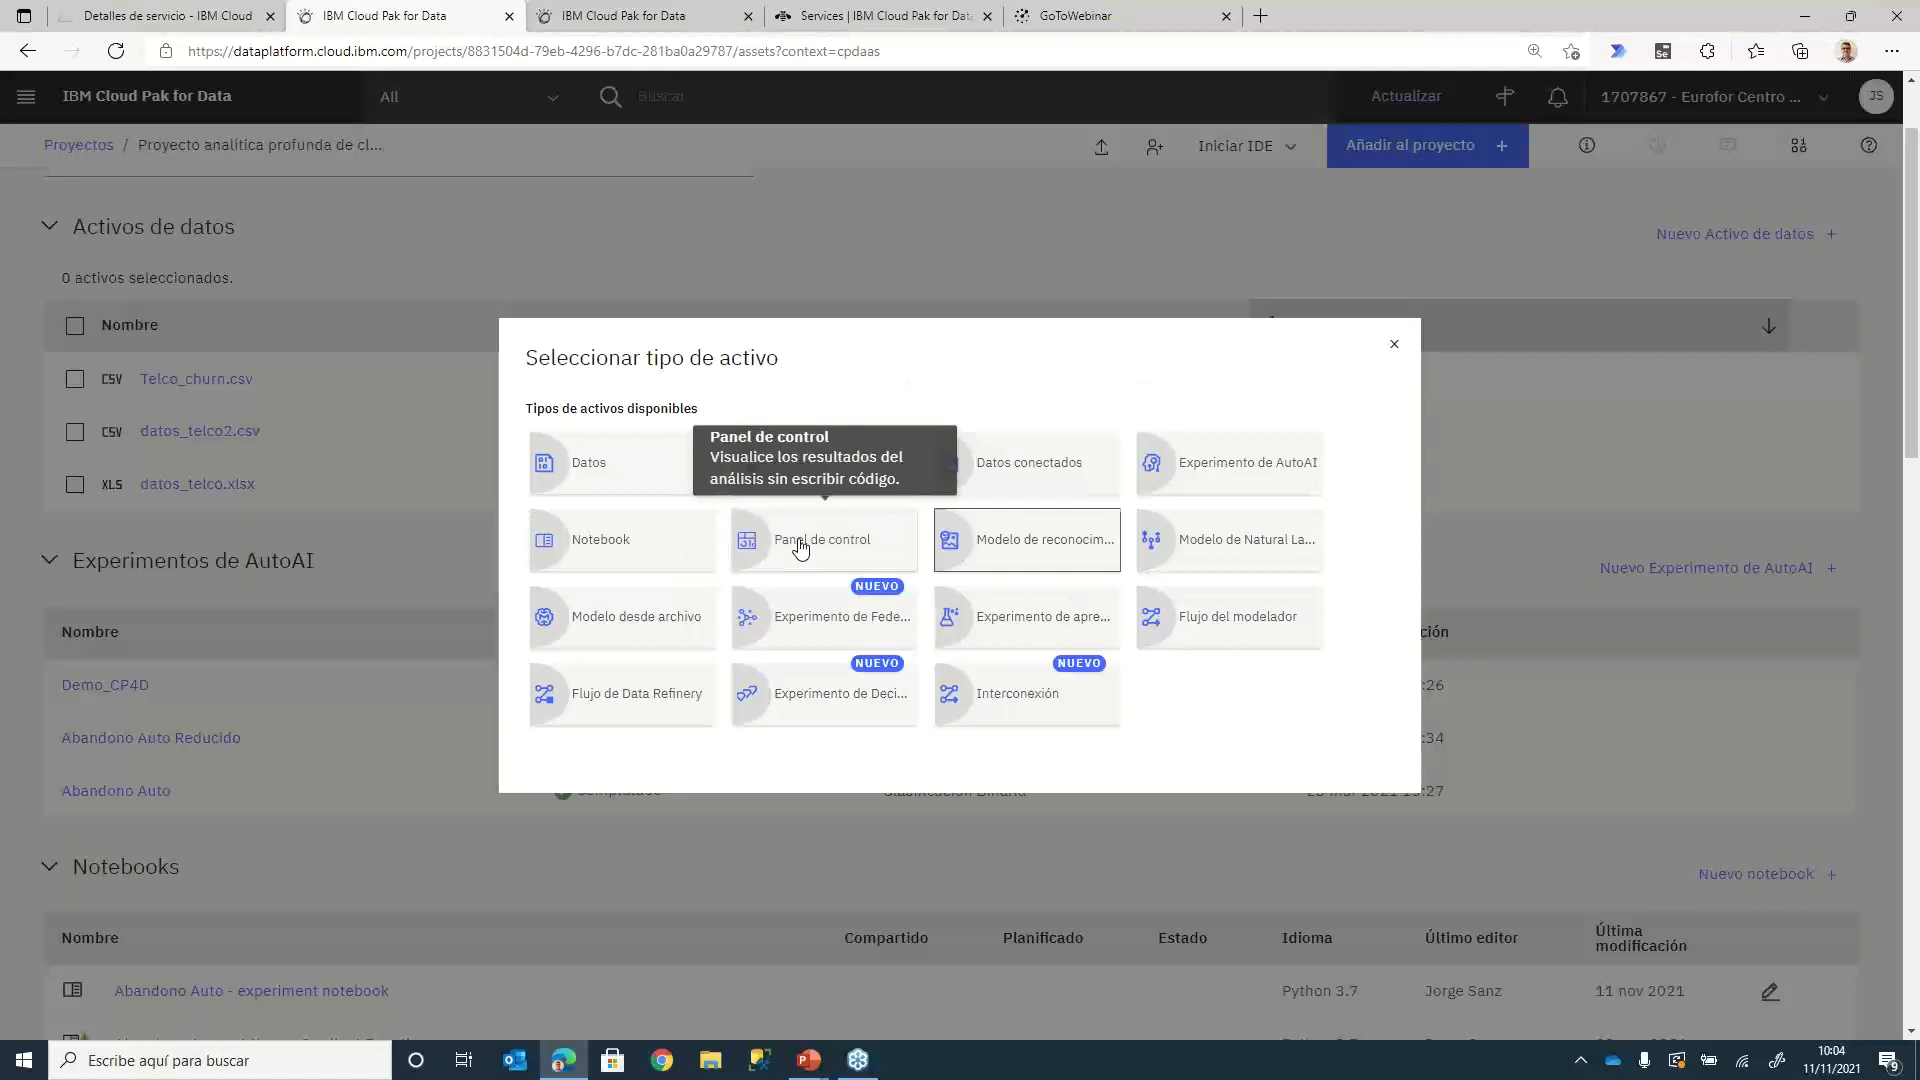 Detalles de servicio - IBM Cloud
IBM Cloud Pak for Data
IBM Cloud Pak for Data
Services | IBM Cloud Pak for Dat
GoToWebinar
https://dataplatform.cloud.ibm.com/projects/8831504d-79eb-4296-b7dc-281ba0a29787/assets?context=cpdaas
IBM Cloud Pak for Data
All
Buscar
Actualizar
1707867 - Eurofor Centro ...
JS
Proyectos / Proyecto analítica profunda de cl...
Iniciar IDE
Añadir al proyecto +
Activos de datos
Nuevo Activo de datos +
0 activos seleccionados.
Nombre
CSV Telco_churn.csv
CSV datos_telco2.csv
XLS datos_telco.xlsx
Seleccionar tipo de activo
Tipos de activos disponibles
Panel de control
Visualice los resultados del
análisis sin escribir código.
Datos
Datos conectados
Experimento de AutoAI
Notebook
Panel de control
Modelo de reconocim...
Modelo de Natural La...
NUEVO
Modelo desde archivo
Experimento de Fede...
Experimento de apre...
Flujo del modelador
NUEVO
NUEVO
Flujo de Data Refinery
Experimento de Deci...
Interconexión
Experimentos de AutoAI
Nuevo Experimento de AutoAI +
Nombre
ción
Demo_CP4D
:26
Abandono Auto Reducido
:34
Abandono Auto
Notebooks
Nuevo notebook +
Nombre
Compartido
Planificado
Estado
Idioma
Último editor
Última
modificación
Abandono Auto - experiment notebook
Python 3.7
Jorge Sanz
11 nov 2021
Escribe aquí para buscar
10:04
11/11/2021
9